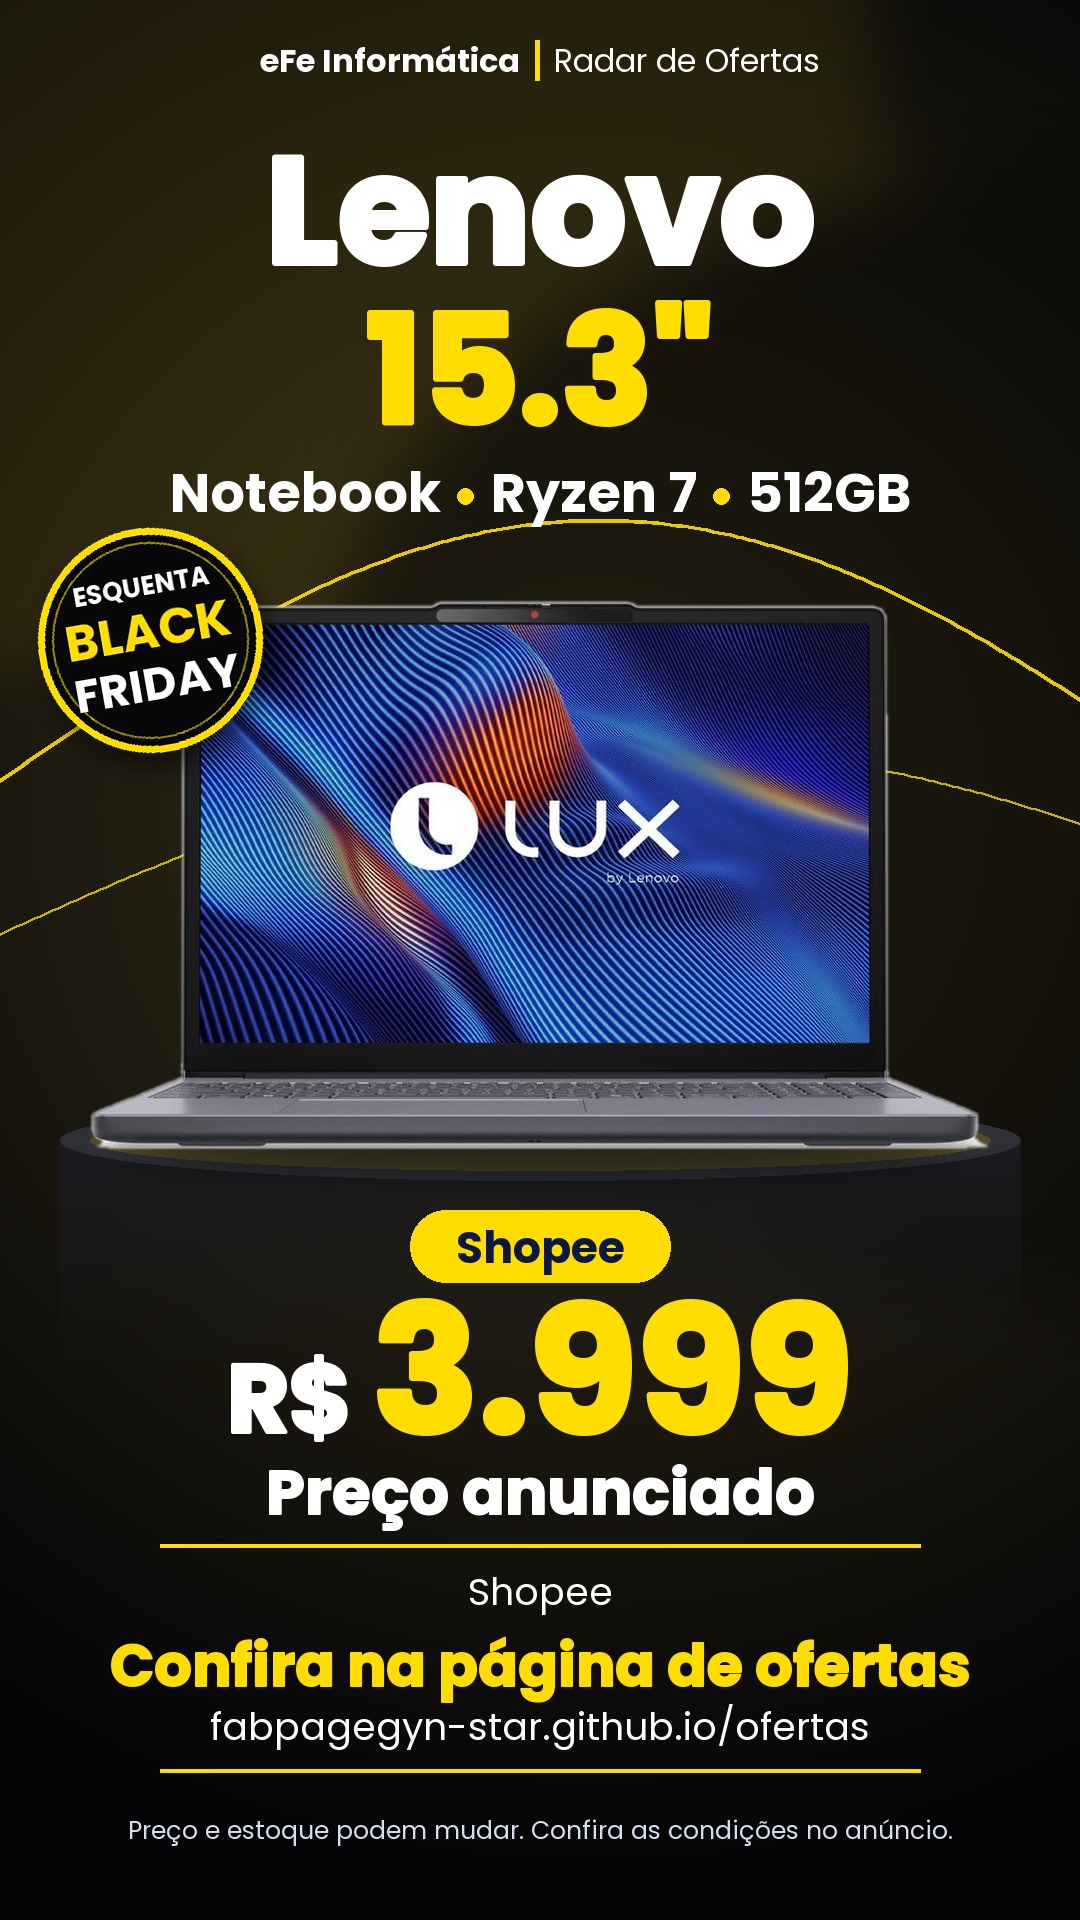 eFe Informática | Radar de Ofertas
Lenovo
15.3"
Notebook • Ryzen 7 • 512GB
ESQUENTA
BLACK
FRIDAY
L LUX
by Lenovo
Shopee
R$ 3.999
Preço anunciado
Shopee
Confira na página de ofertas
fabpagegyn-star.github.io/ofertas
Preço e estoque podem mudar. Confira as condições no anúncio.